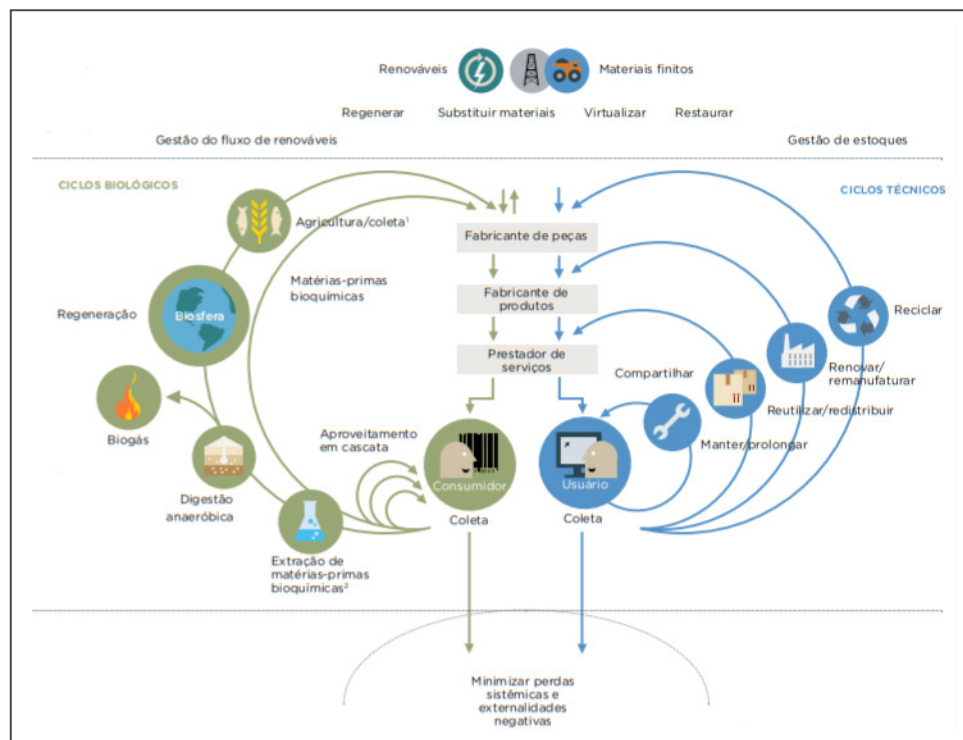 Renováveis
Materiais finitos
Regenerar
Substituir materiais
Virtualizar
Restaurar
Gestão do fluxo de renováveis
Gestão de estoques
CICLOS BIOLÓGICOS
CICLOS TÉCNICOS
Agricultura/coleta¹
Fabricante de peças
Matérias-primas
bioquímicas
Regeneração
Biosfera
Fabricante de
produtos
Reciclar
Prestador de
serviços
Compartilhar
Renovar/
remanufaturar
Reutilizar/redistribuir
Biogás
Aproveitamento
em cascata
Manter/prolongar
Consumidor
Usuário
Digestão
anaeróbica
Coleta
Coleta
Extração de
matérias-primas
bioquímicas²
Minimizar perdas
sistêmicas e
externalidades
negativas